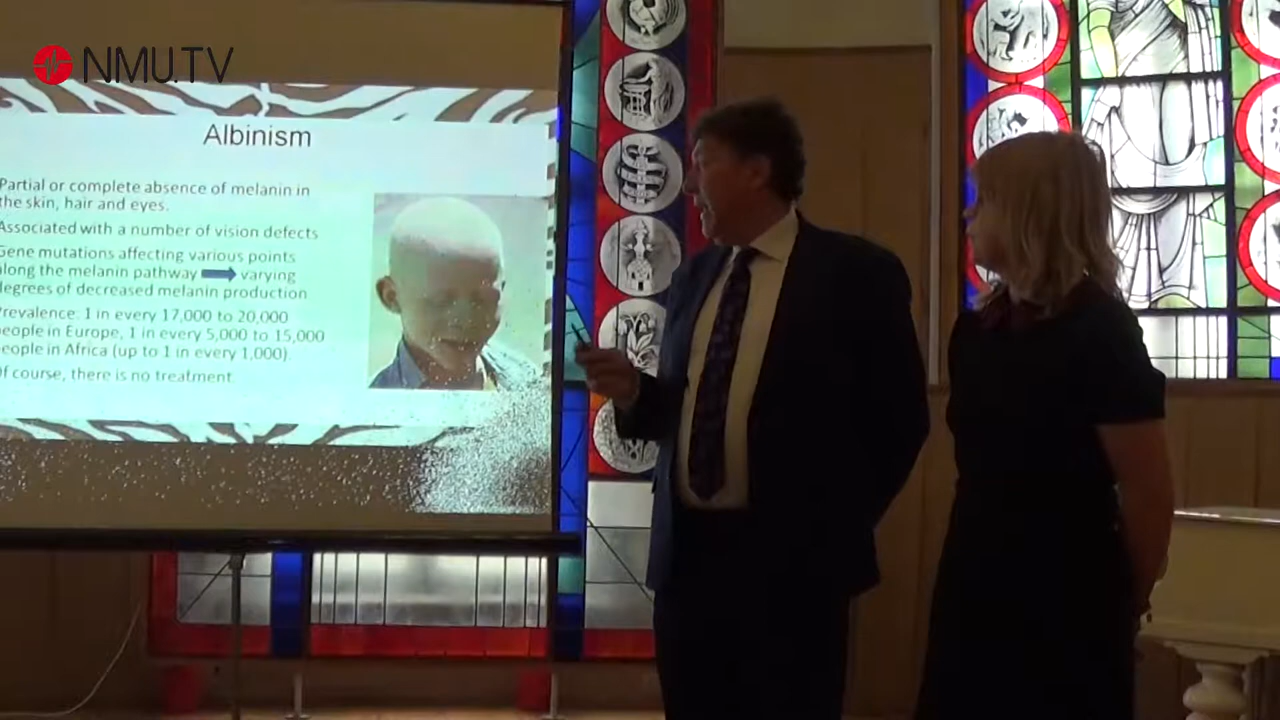 NMU.TV
Albinism
Partial or complete absence of melanin in
the skin, hair and eyes.
Associated with a number of vision defects
Gene mutations affecting various points
along the melanin pathway varying
degrees of decreased melanin production
Prevalence: 1 in every 17,000 to 20,000
people in Europe, 1 in every 5,000 to 15,000
people in Africa (up to 1 in every 1,000).
Of course, there is no treatment.